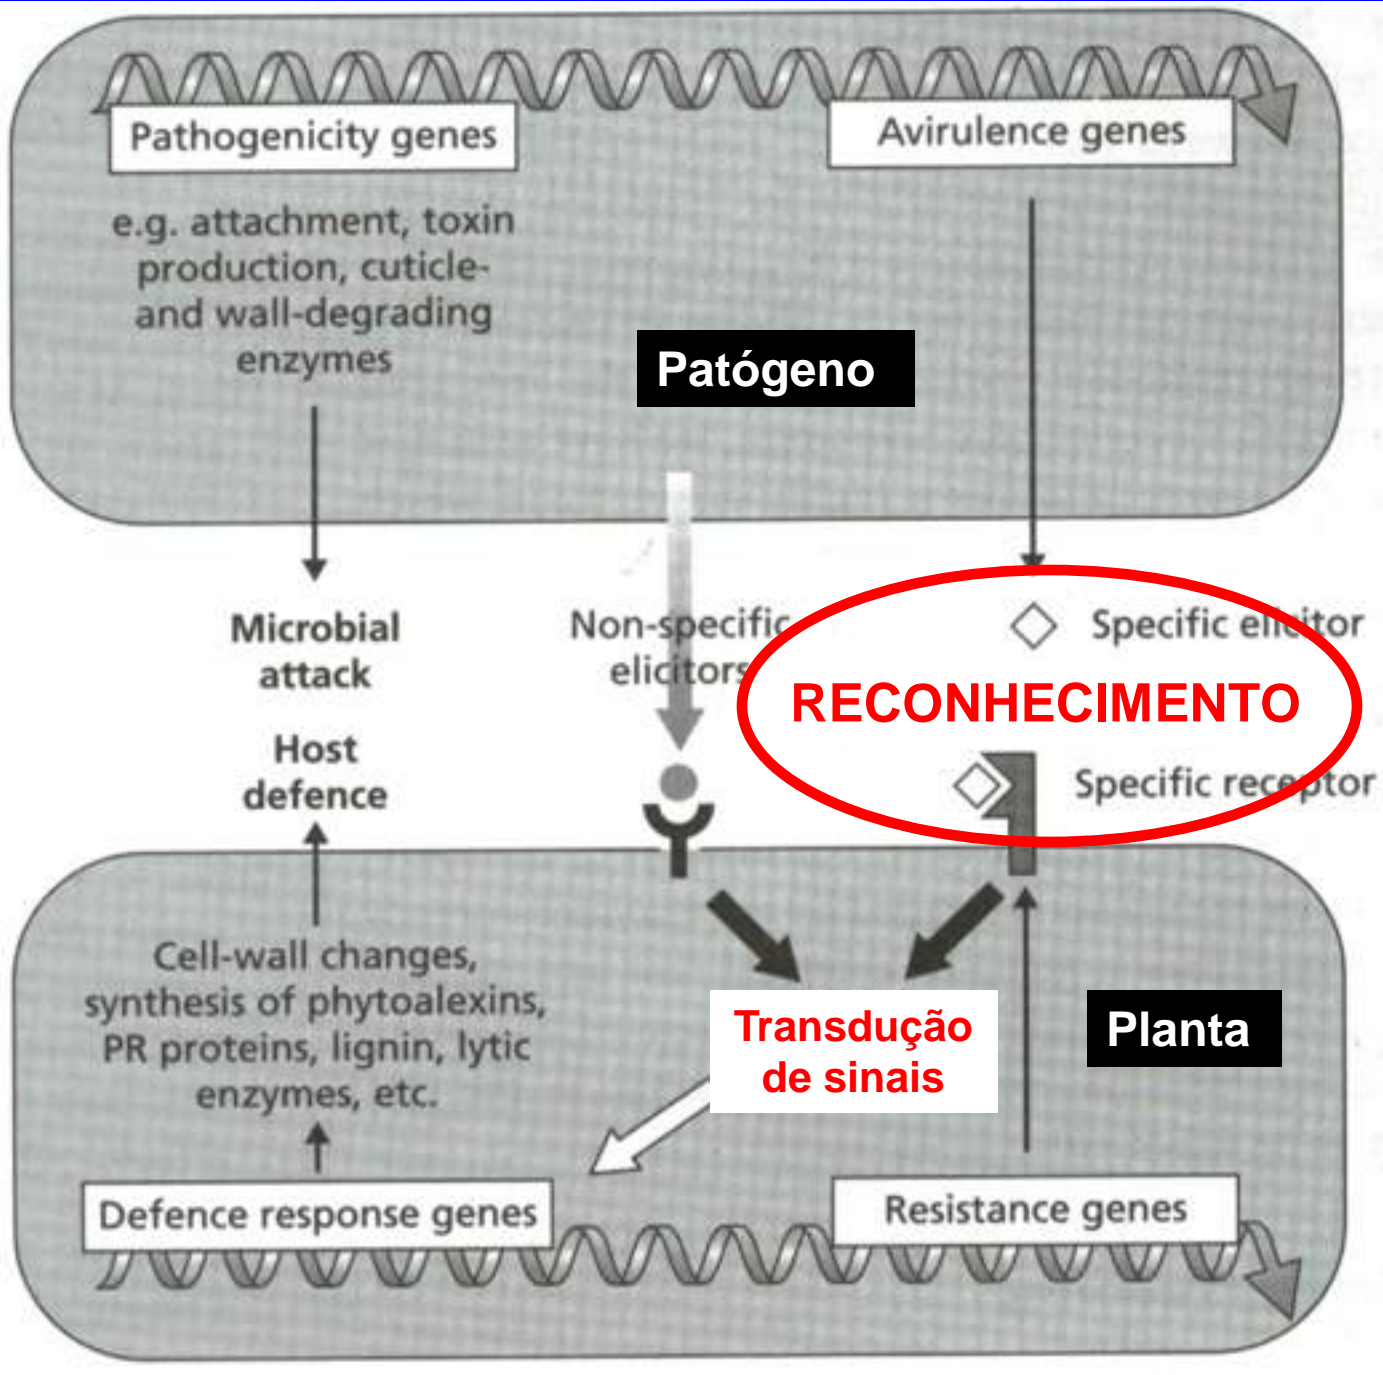 Pathogenicity genes
Avirulence genes
e.g. attachment, toxin
production, cuticle-
and wall-degrading
enzymes
Patógeno
Microbial
attack
Non-specific
elicitors
Specific elicitor
RECONHECIMENTO
Host
defence
Specific receptor
Cell-wall changes,
synthesis of phytoalexins,
PR proteins, lignin, lytic
enzymes, etc.
Transdução
de sinais
Planta
Defence response genes
Resistance genes